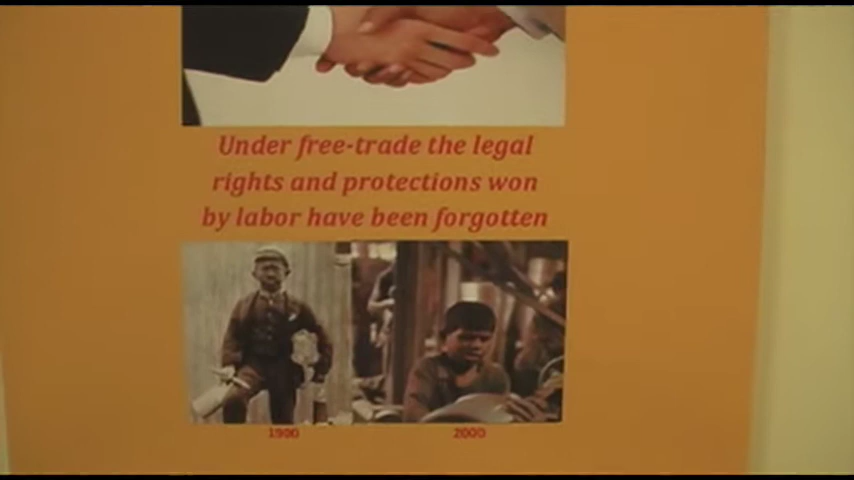 Under free-trade the legal
rights and protections won
by labor have been forgotten
1900 2000